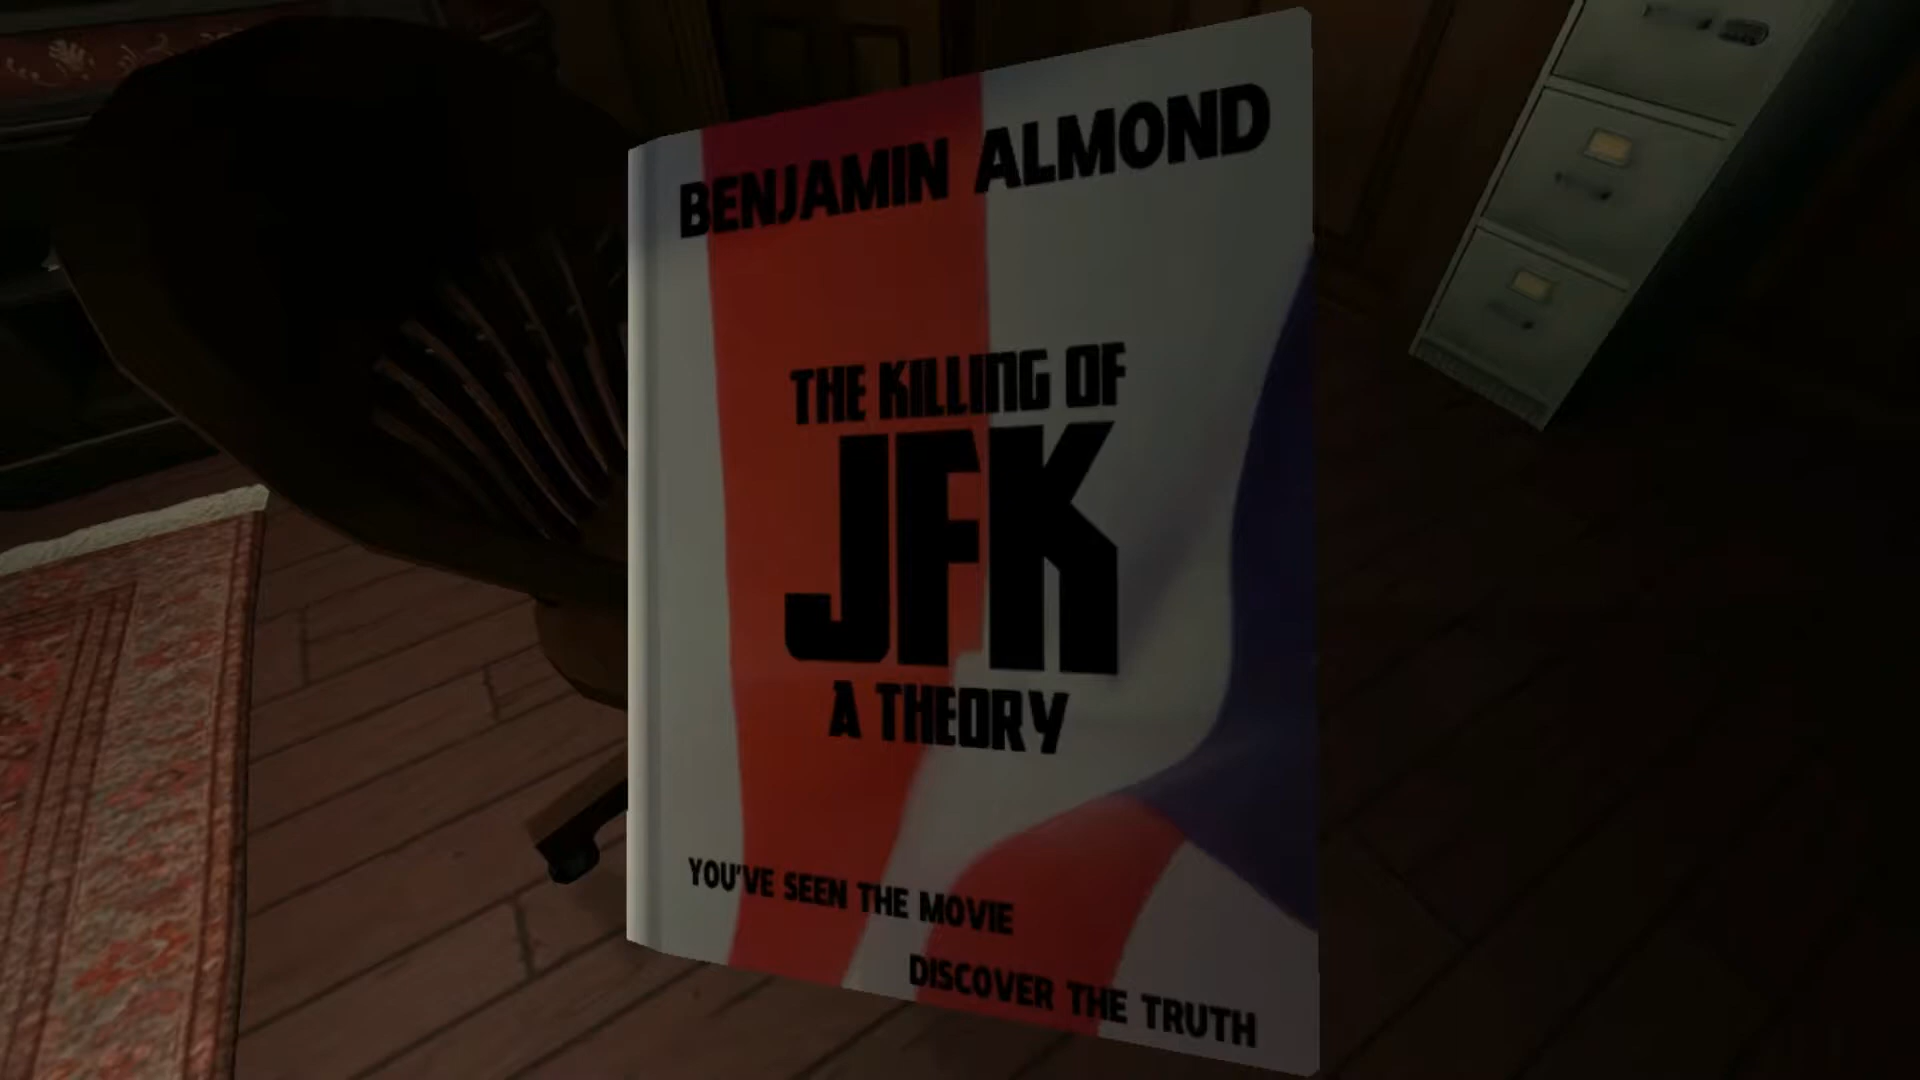 BENJAMIN ALMOND
THE KILLING OF
JFK
A THEORY
YOU'VE SEEN THE MOVIE
DISCOVER THE TRUTH